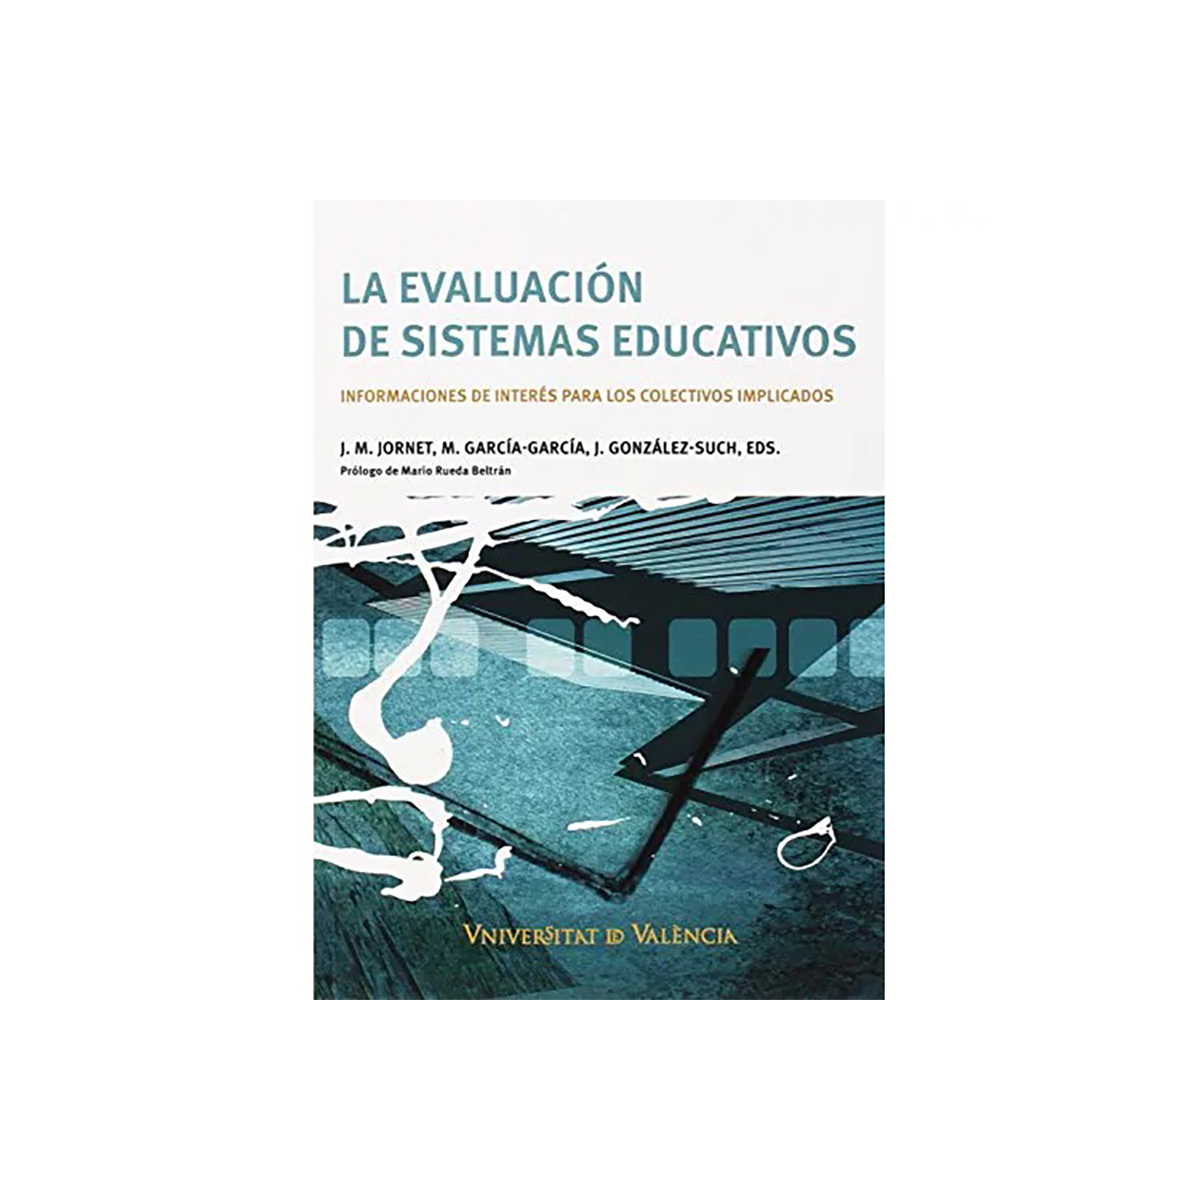 LA EVALUACIÓN
DE SISTEMAS EDUCATIVOS
INFORMACIONES DE INTERÉS PARA LOS COLECTIVOS IMPLICADOS
J. M. JORNET, M. GARCÍA-GARCÍA, J. GONZÁLEZ-SUCH, EDS.
Prólogo de Mario Rueda Beltrán
VNIVERSITAT DE VALÈNCIA